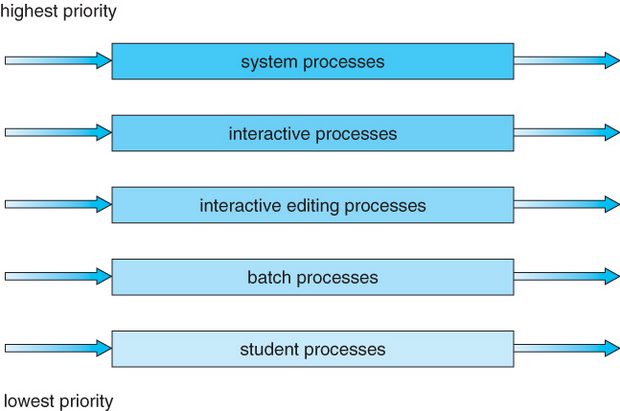 highest priority
system processes
interactive processes
interactive editing processes
batch processes
student processes
lowest priority